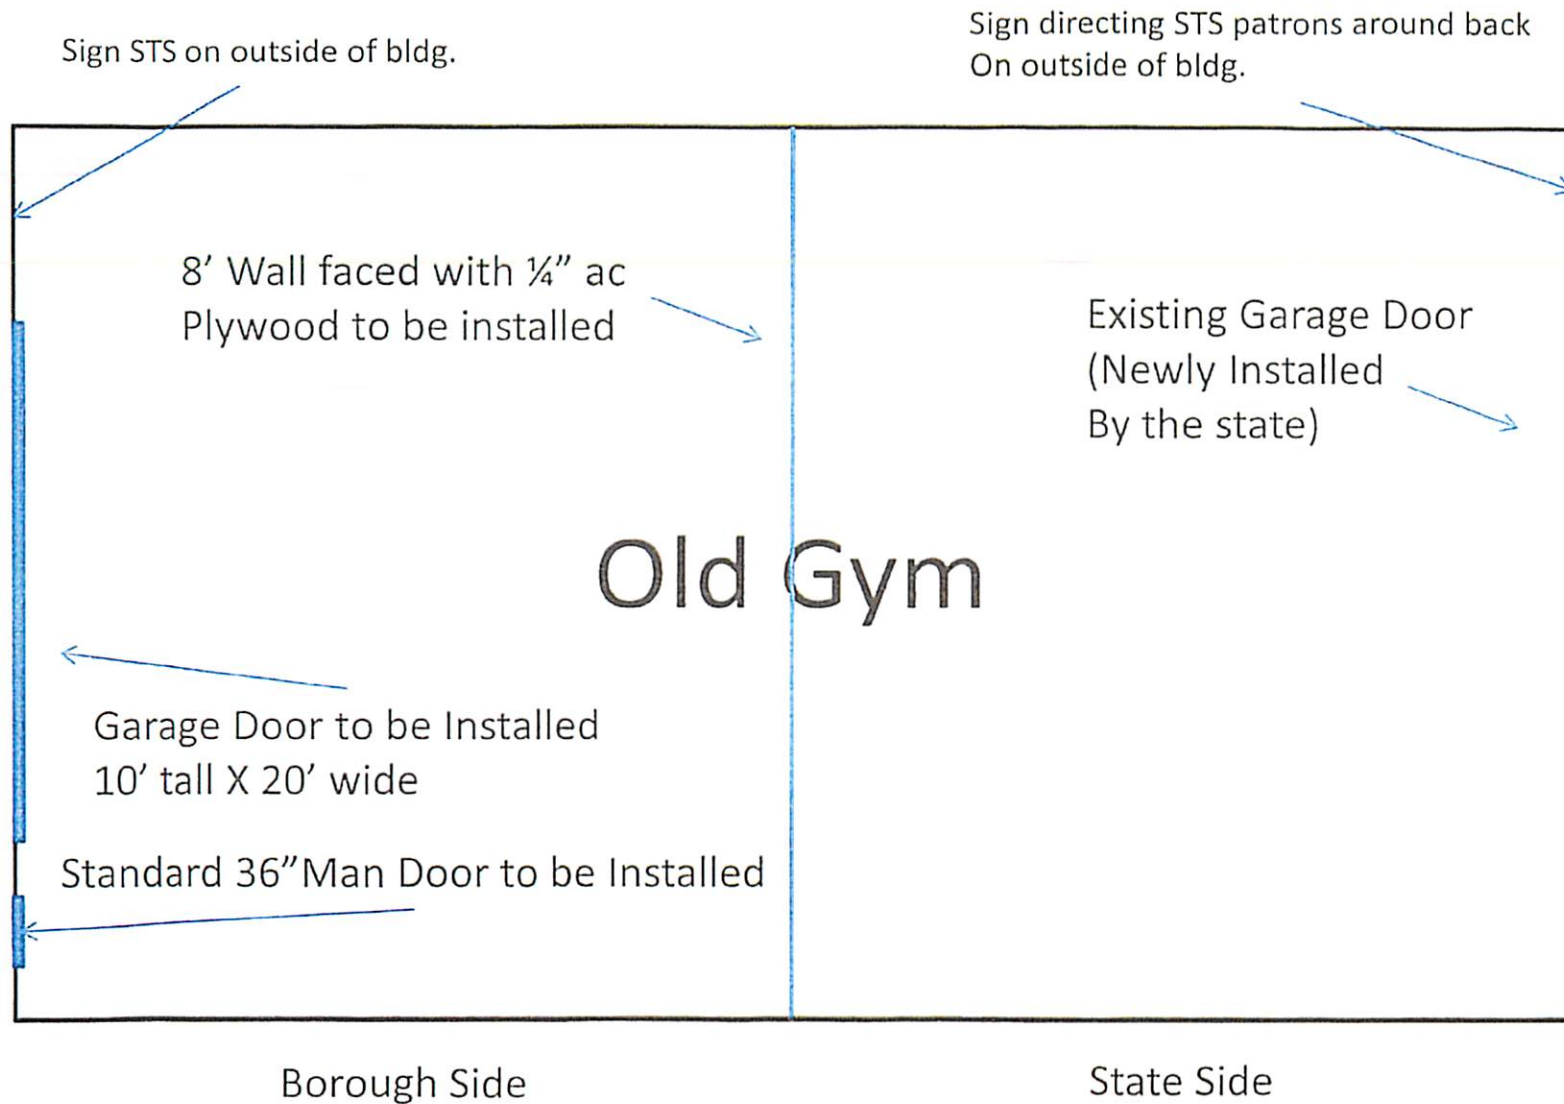 Sign STS on outside of bldg.
Sign directing STS patrons around back
On outside of bldg.
8’ Wall faced with ¼” ac
Plywood to be installed
Existing Garage Door
(Newly Installed
By the state)
Old Gym
Garage Door to be Installed
10’ tall X 20’ wide
Standard 36”Man Door to be Installed
Borough Side
State Side